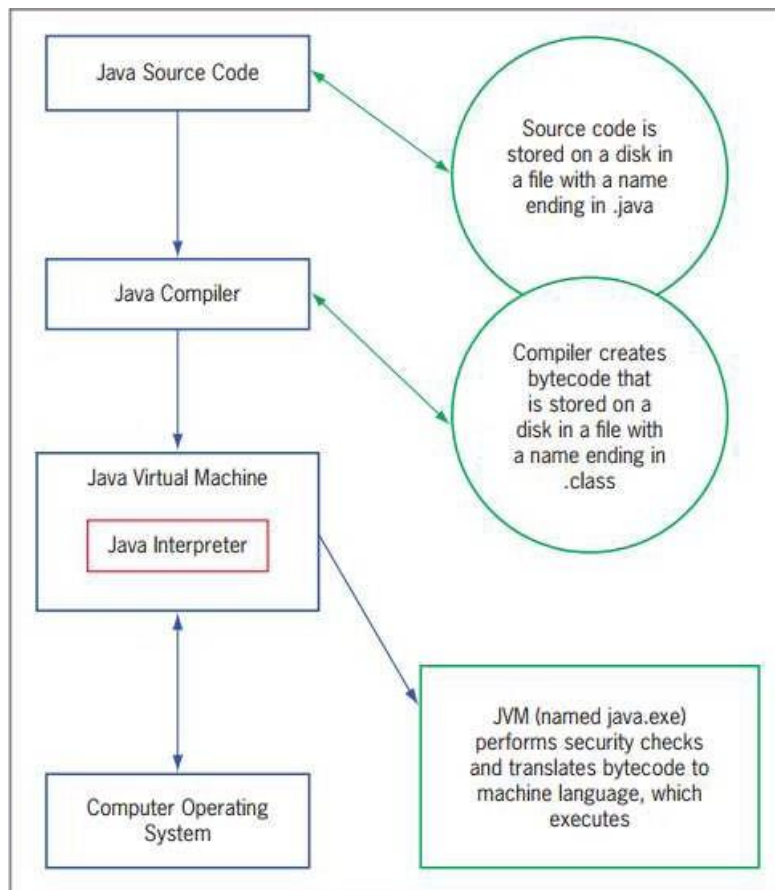 Java Source Code
Source code is
stored on a disk in
a file with a name
ending in .java
Java Compiler
Compiler creates
bytecode that
is stored on a
disk in a file with
a name ending in
.class
Java Virtual Machine
Java Interpreter
JVM (named java.exe)
performs security checks
and translates bytecode to
machine language, which
executes
Computer Operating
System